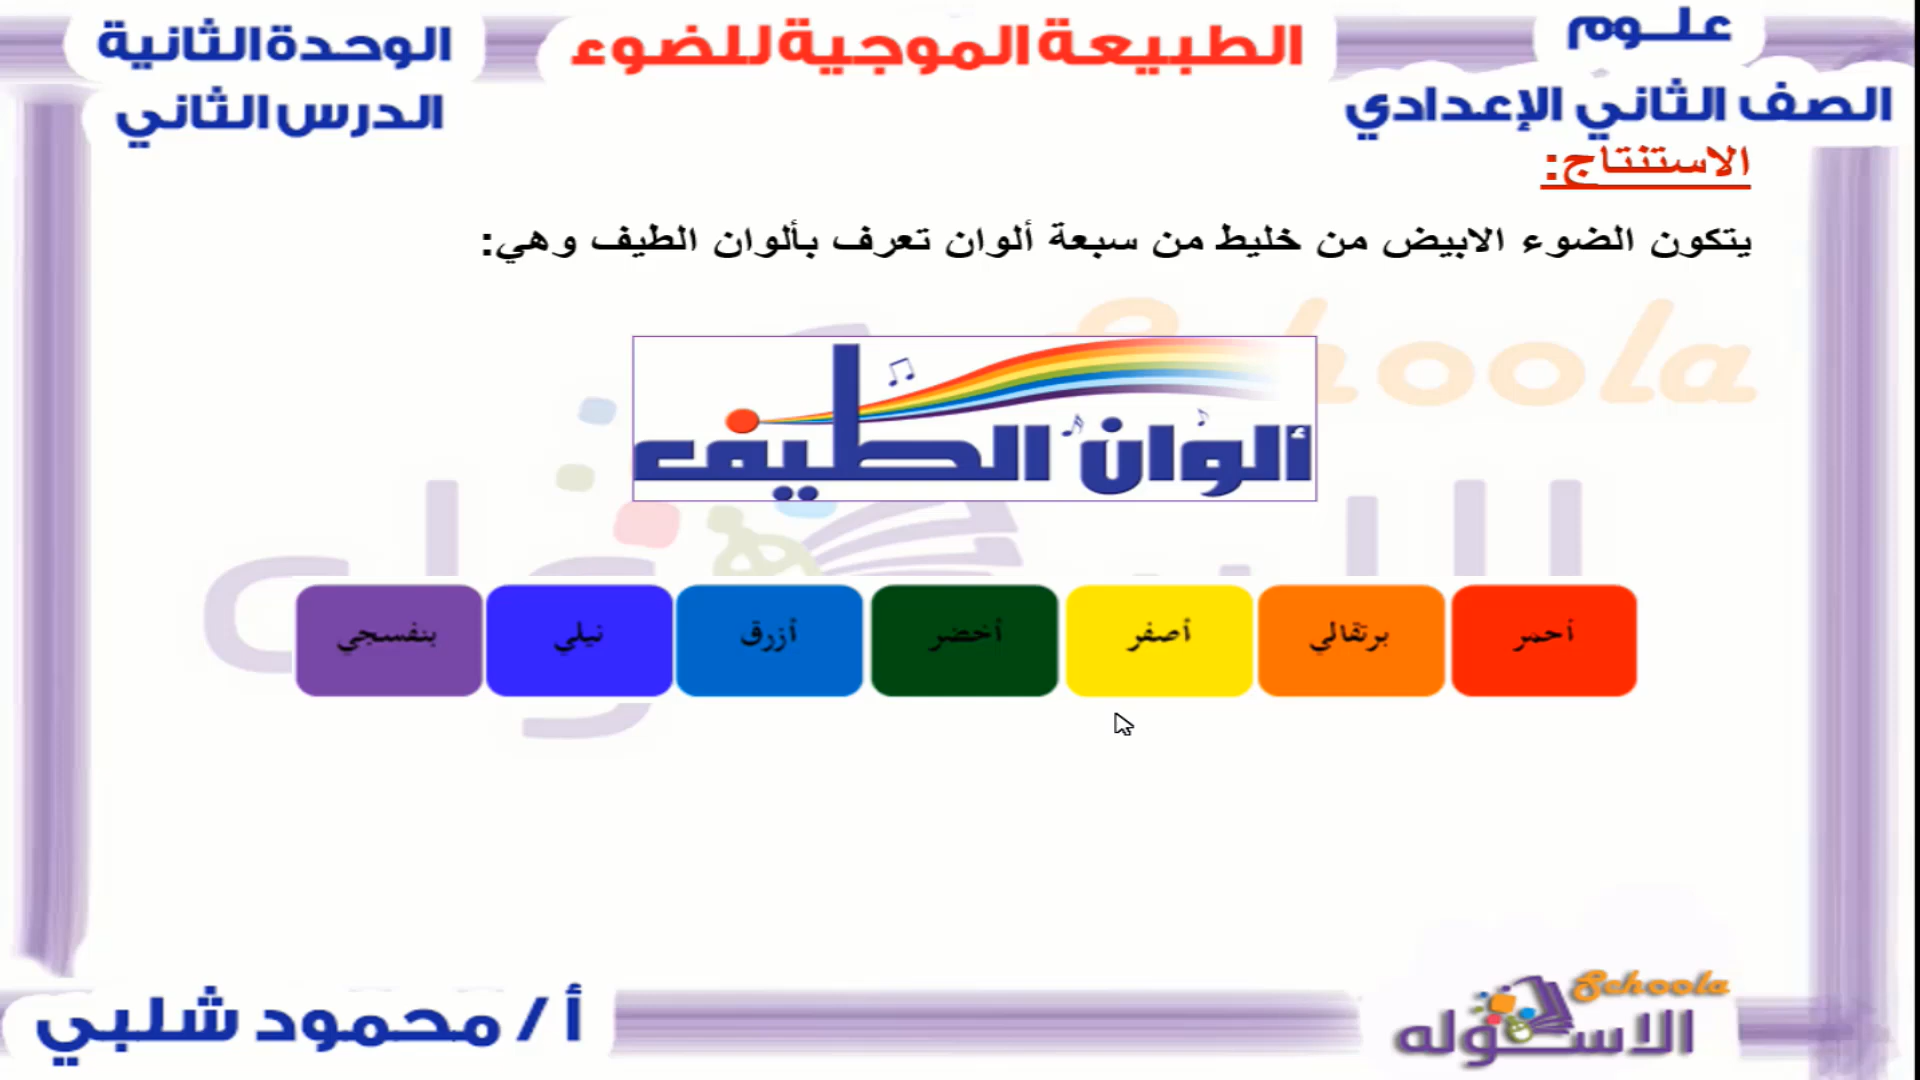 علوم
الصف الثاني الإعدادي
الطبيعة الموجية للضوء
الوحدة الثانية
الدرس الثاني
الاستنتاج:
يتكون الضوء الابيض من خليط من سبعة ألوان تعرف بألوان الطيف وهي:
ألوان الطيف
أحمر
برتقالي
أصفر
أخضر
أزرق
نيلي
بنفسجي
أ / محمود شلبي
Schoola
الاسكوله